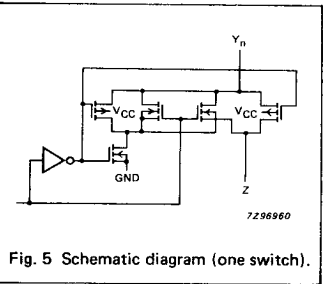 Yn
VCC
VCC
GND
Z
7Z96960
Fig. 5 Schematic diagram (one switch).